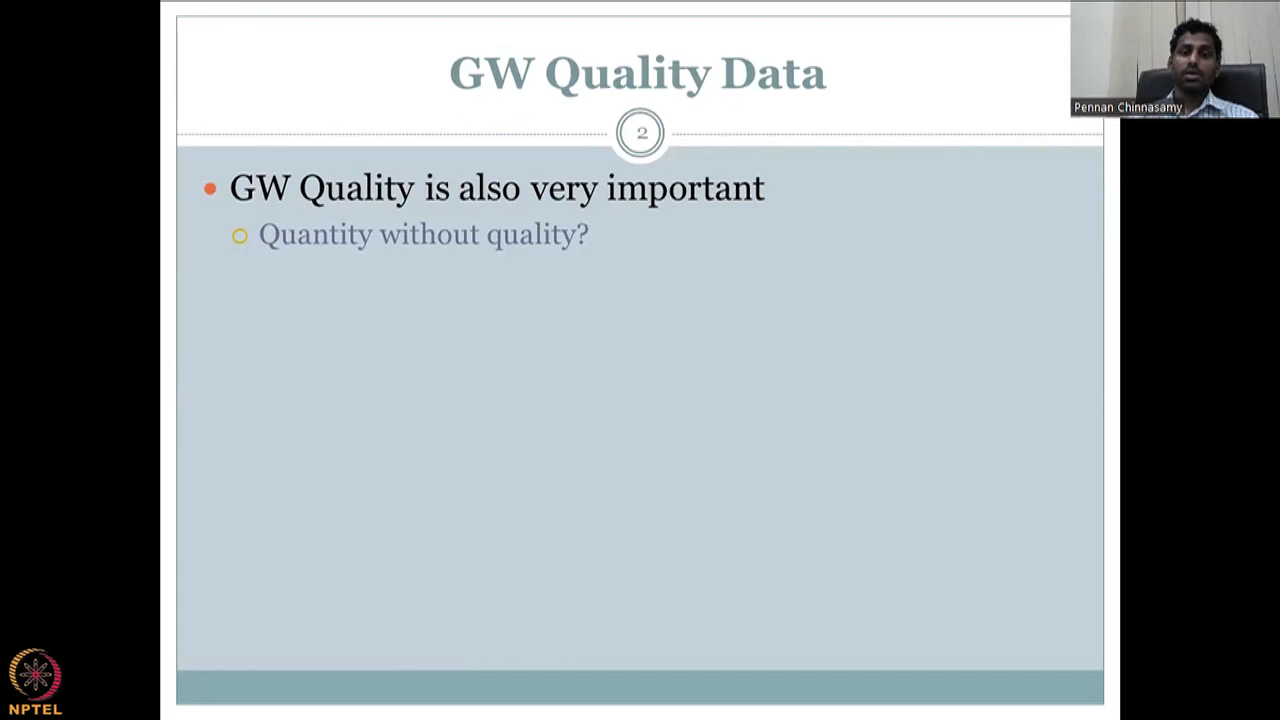 GW Quality Data
Pennan Chinnasamy
2
GW Quality is also very important
Quantity without quality?
NPTEL